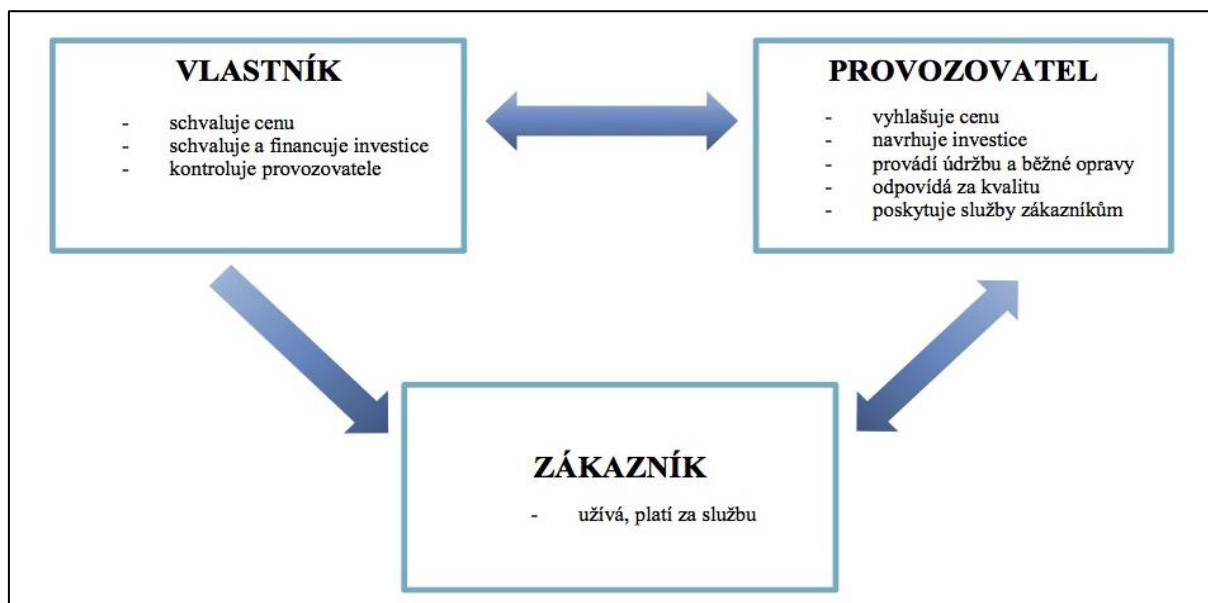 VLASTNÍK
- schvaluje cenu
- schvaluje a financuje investice
- kontroluje provozovatele
PROVOZOVATEL
- vyhlašuje cenu
- navrhuje investice
- provádí údržbu a běžné opravy
- odpovídá za kvalitu
- poskytuje služby zákazníkům
ZÁKAZNÍK
- užívá, platí za službu